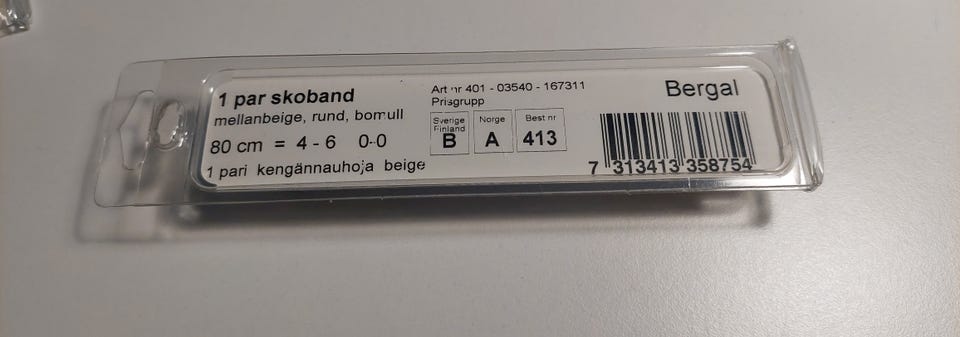 1 par skoband
mellanbeige, rund, bomull
80 cm = 4 - 6 0-0
1 pari kengännauhoja beige
Art nr 401 - 03540 - 167311
Prisgrupp
Sverige
Finland
B
Norge
A
Best nr
413
Bergal
7 313413 358754